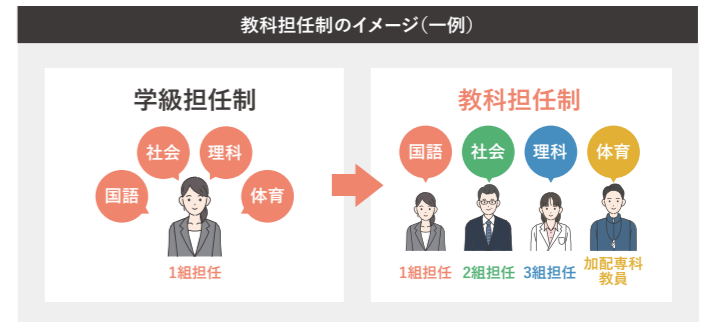 教科担任制のイメージ（一例）
学級担任制
社会 理科
国語 体育
1組担任
教科担任制
国語 社会 理科 体育
1組担任 2組担任 3組担任 加配専科
教員